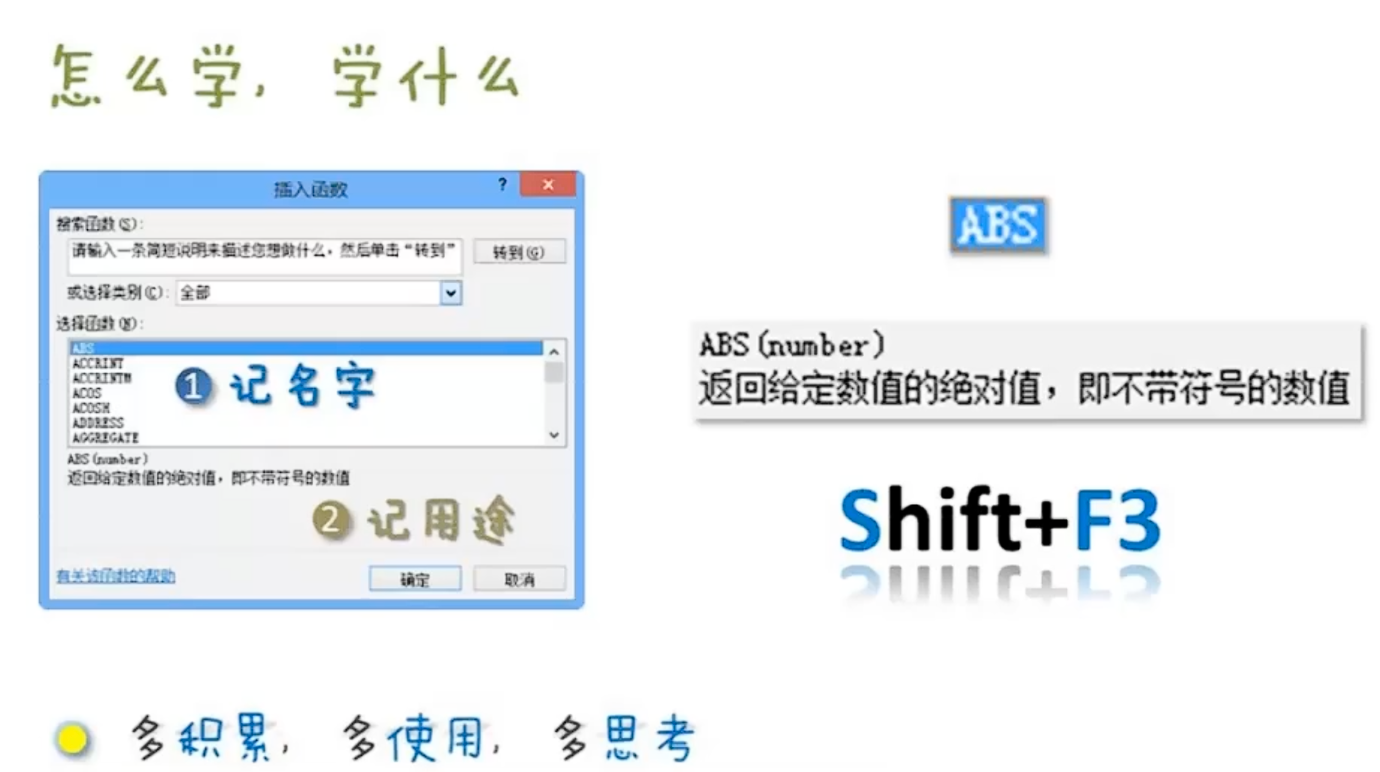 怎么学，学什么
插入函数
?
搜索函数(S):
请输入一条简短说明来描述您想做什么，然后单击“转到”
转到(G)
或选择类别(C):
全部
选择函数(N):
ABS
ACCRINT
ACCRINTM
ACOS
ACOSH
ADDRESS
AGGREGATE
1 记名字
ABS(number)
返回给定数值的绝对值，即不带符号的数值
2 记用途
有关该函数的帮助
确定
取消
ABS
ABS(number)
返回给定数值的绝对值，即不带符号的数值
Shift+F3
多积累，多使用，多思考